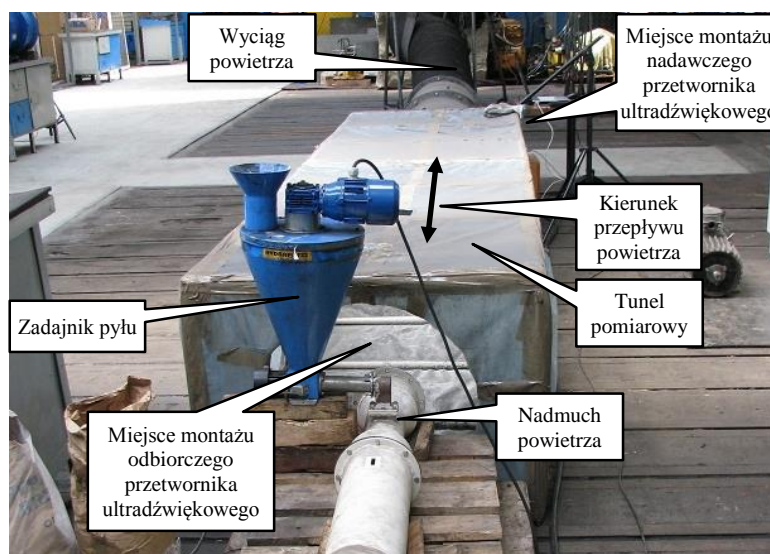 Wyciąg
powietrza
Miejsce montażu
nadawczego
przetwornika
ultradźwiękowego
Kierunek
przepływu
powietrza
Tunel
pomiarowy
Zadajnik pyłu
Nadmuch
powietrza
Miejsce montażu
odbiorczego
przetwornika
ultradźwiękowego